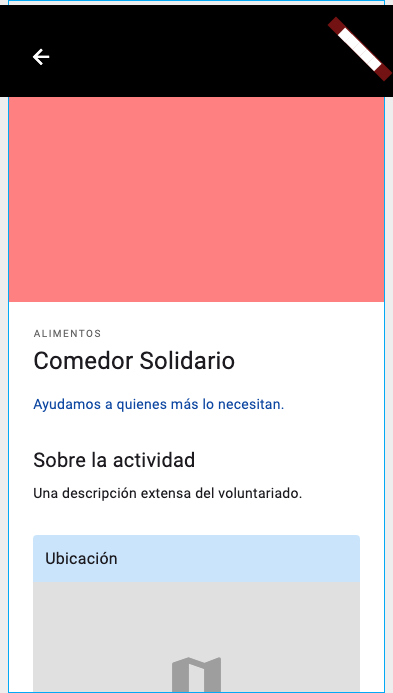 ALIMENTOS
Comedor Solidario
Ayudamos a quienes más lo necesitan.
Sobre la actividad
Una descripción extensa del voluntariado.
Ubicación